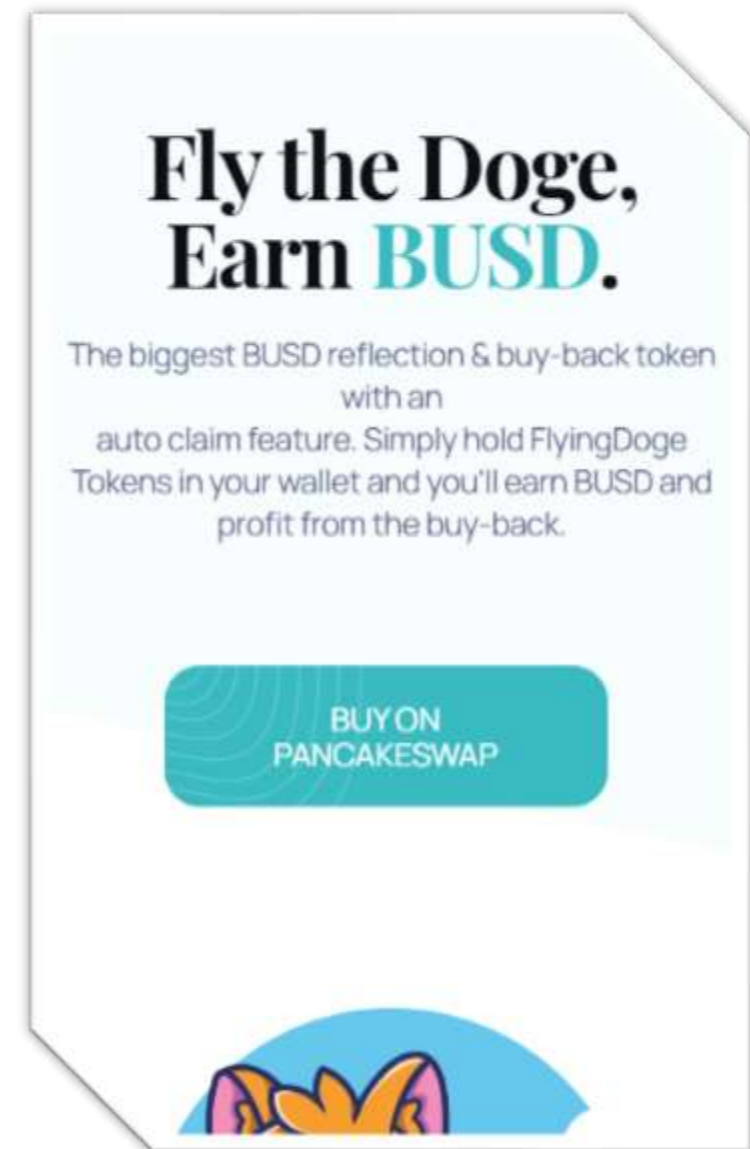 Fly the Doge,
Earn BUSD.
The biggest BUSD reflection & buy-back token
with an
auto claim feature. Simply hold FlyingDoge
Tokens in your wallet and you'll earn BUSD and
profit from the buy-back.
BUY ON
PANCAKESWAP